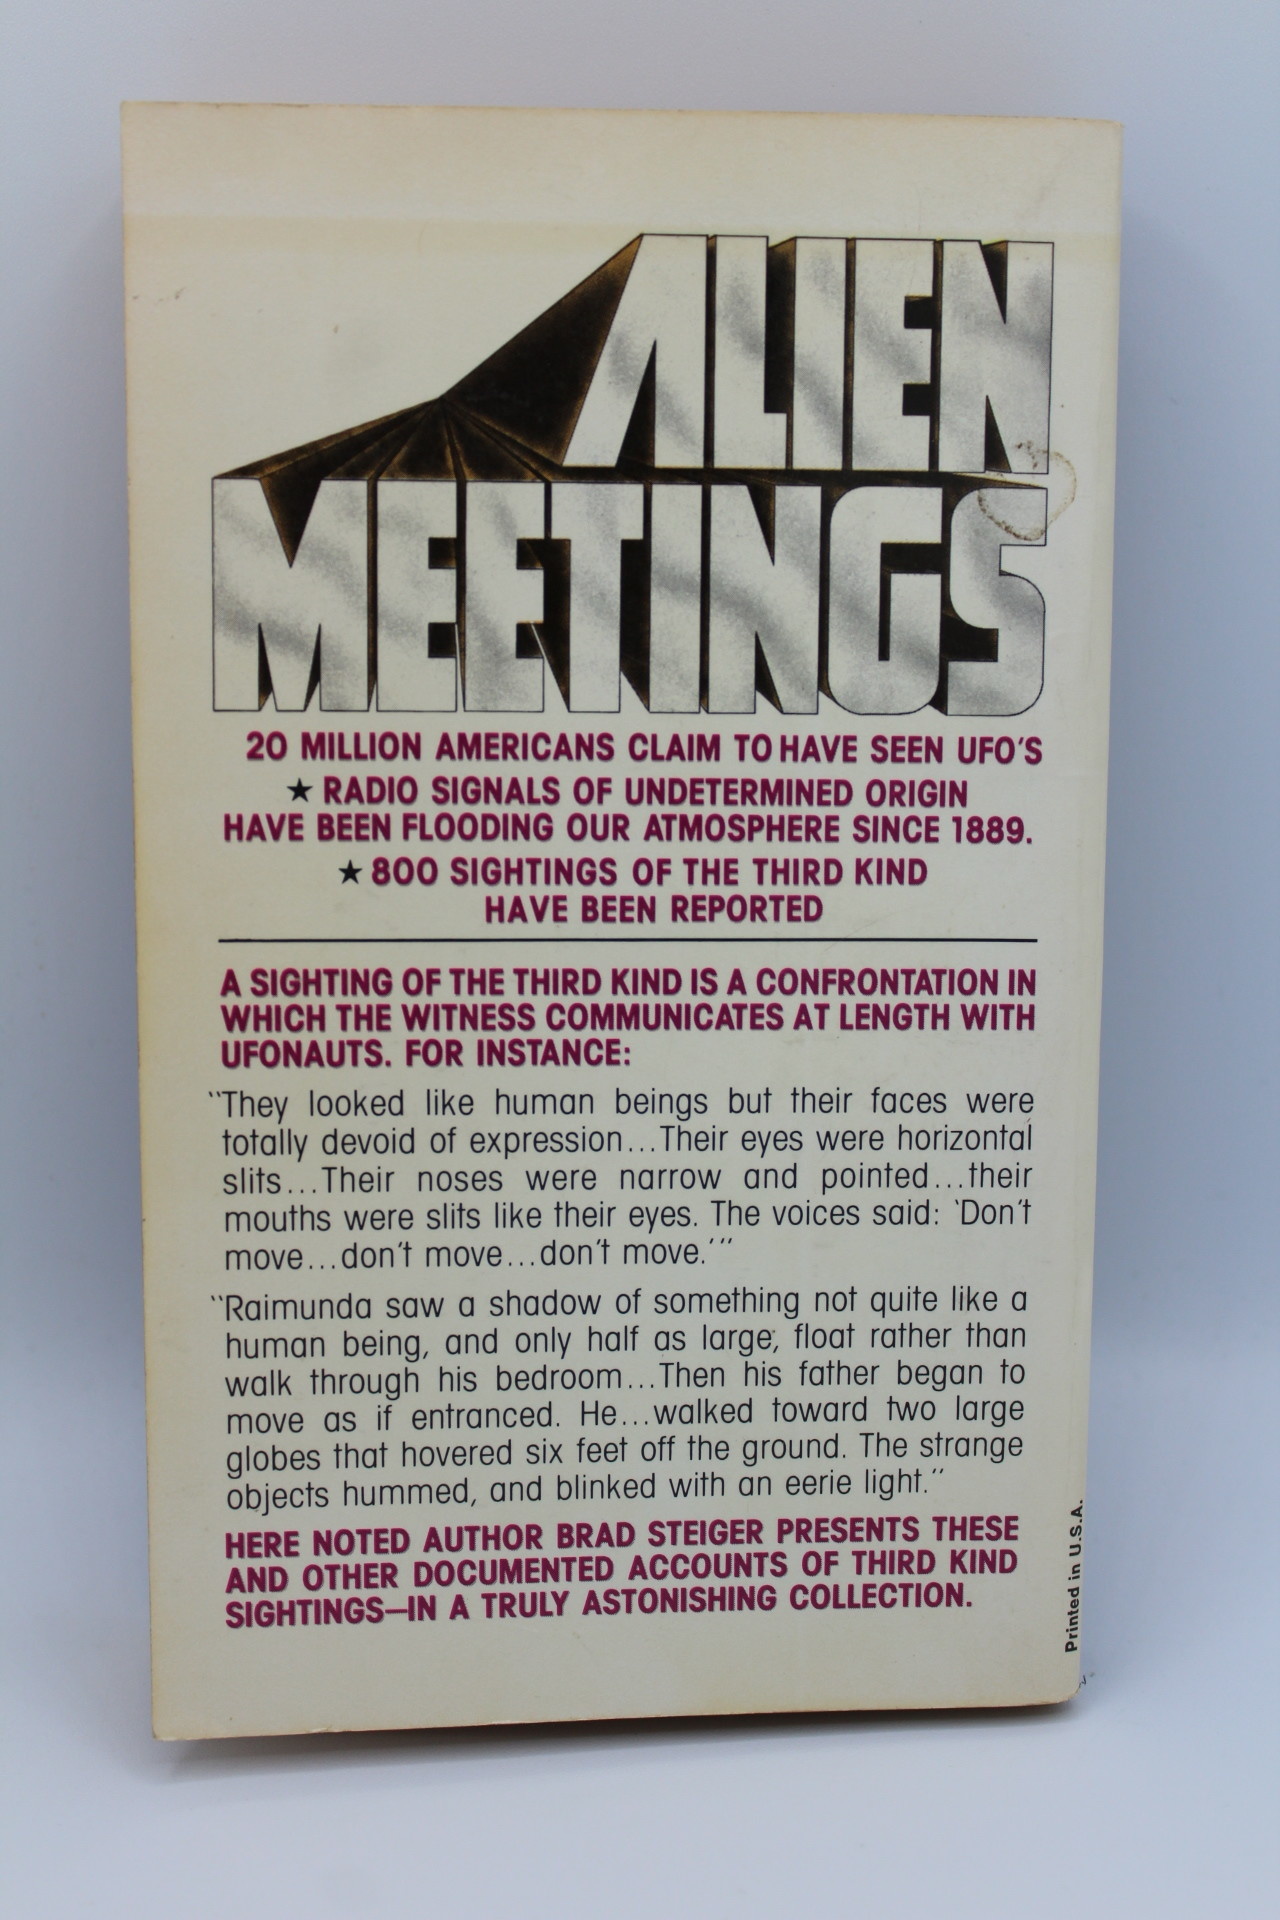 ALIEN
MEETINGS
20 MILLION AMERICANS CLAIM TO HAVE SEEN UFO'S
★ RADIO SIGNALS OF UNDETERMINED ORIGIN
HAVE BEEN FLOODING OUR ATMOSPHERE SINCE 1889.
★ 800 SIGHTINGS OF THE THIRD KIND
HAVE BEEN REPORTED
A SIGHTING OF THE THIRD KIND IS A CONFRONTATION IN
WHICH THE WITNESS COMMUNICATES AT LENGTH WITH
UFONAUTS. FOR INSTANCE:
"They looked like human beings but their faces were
totally devoid of expression...Their eyes were horizontal
slits...Their noses were narrow and pointed...their
mouths were slits like their eyes. The voices said: 'Don't
move...don't move...don't move.'"
"Raimunda saw a shadow of something not quite like a
human being, and only half as large, float rather than
walk through his bedroom...Then his father began to
move as if entranced. He...walked toward two large
globes that hovered six feet off the ground. The strange
objects hummed, and blinked with an eerie light."
HERE NOTED AUTHOR BRAD STEIGER PRESENTS THESE
AND OTHER DOCUMENTED ACCOUNTS OF THIRD KIND
SIGHTINGS—IN A TRULY ASTONISHING COLLECTION.
Printed in U.S.A.